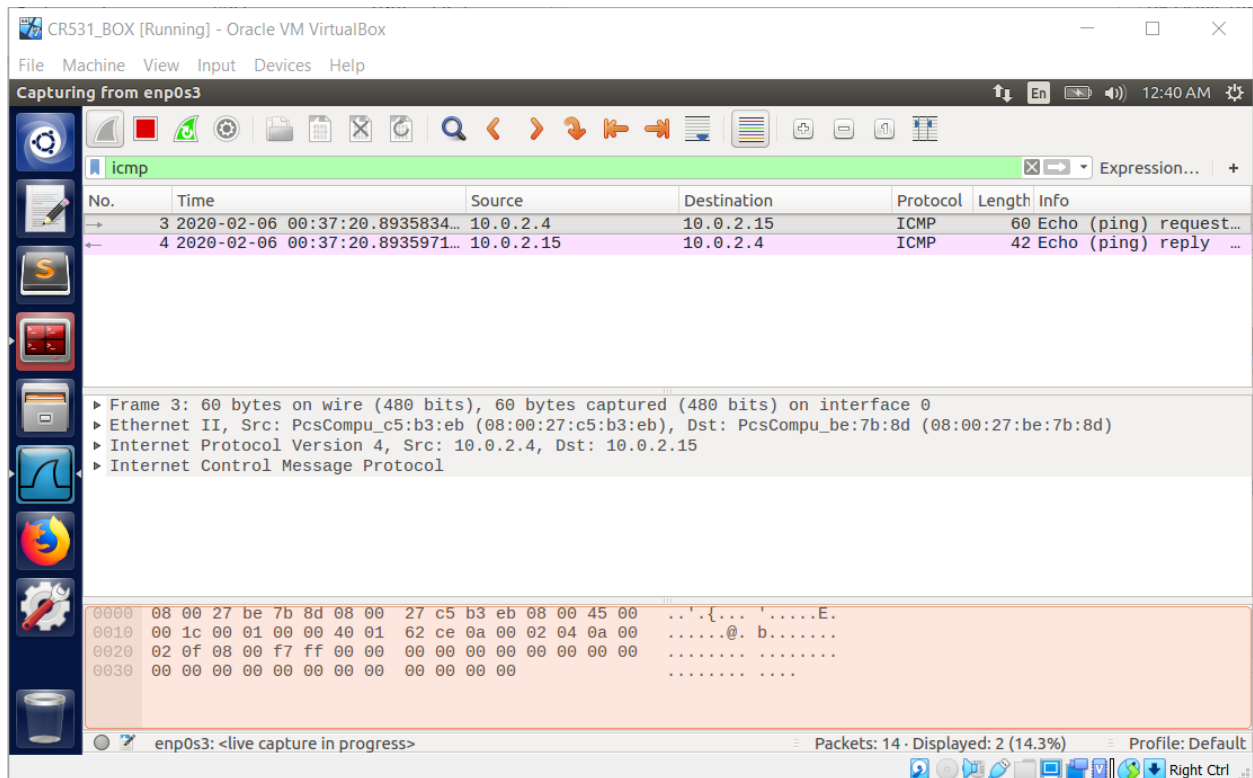 CR531_BOX [Running] - Oracle VM VirtualBox
File Machine View Input Devices Help
Capturing from enp0s3 En 12:40 AM
icmp Expression… +
No. Time Source Destination Protocol Length Info
3 2020-02-06 00:37:20.8935834… 10.0.2.4 10.0.2.15 ICMP 60 Echo (ping) request…
4 2020-02-06 00:37:20.8935971… 10.0.2.15 10.0.2.4 ICMP 42 Echo (ping) reply …
Frame 3: 60 bytes on wire (480 bits), 60 bytes captured (480 bits) on interface 0
Ethernet II, Src: PcsCompu_c5:b3:eb (08:00:27:c5:b3:eb), Dst: PcsCompu_be:7b:8d (08:00:27:be:7b:8d)
Internet Protocol Version 4, Src: 10.0.2.4, Dst: 10.0.2.15
Internet Control Message Protocol
0000 08 00 27 be 7b 8d 08 00 27 c5 b3 eb 08 00 45 00 ..'.{... '.....E.
0010 00 1c 00 01 00 00 40 01 62 ce 0a 00 02 04 0a 00 ......@. b.......
0020 02 0f 08 00 f7 ff 00 00 00 00 00 00 00 00 00 00 ........ ........
0030 00 00 00 00 00 00 00 00 00 00 00 00 ........ ....
enp0s3: <live capture in progress> Packets: 14 · Displayed: 2 (14.3%) Profile: Default
Right Ctrl